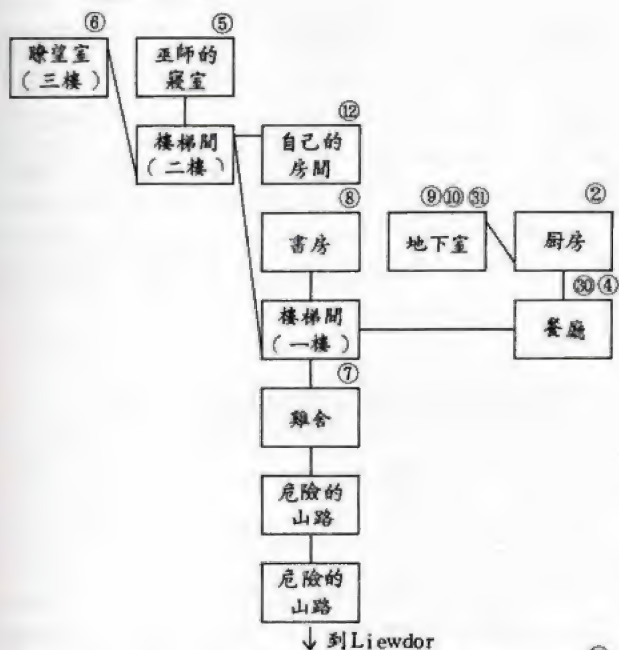 ⑥ ⑤
瞭望室
(三樓)
巫師的
寢室
⑫
樓梯間
(二樓)
自己的
房間
⑧ ⑨⑩㉛ ②
書房
地下室
厨房
㉚④
樓梯間
(一樓)
餐廳
⑦
雞舍
危險的
山路
危險的
山路
↓ 到Liewdor